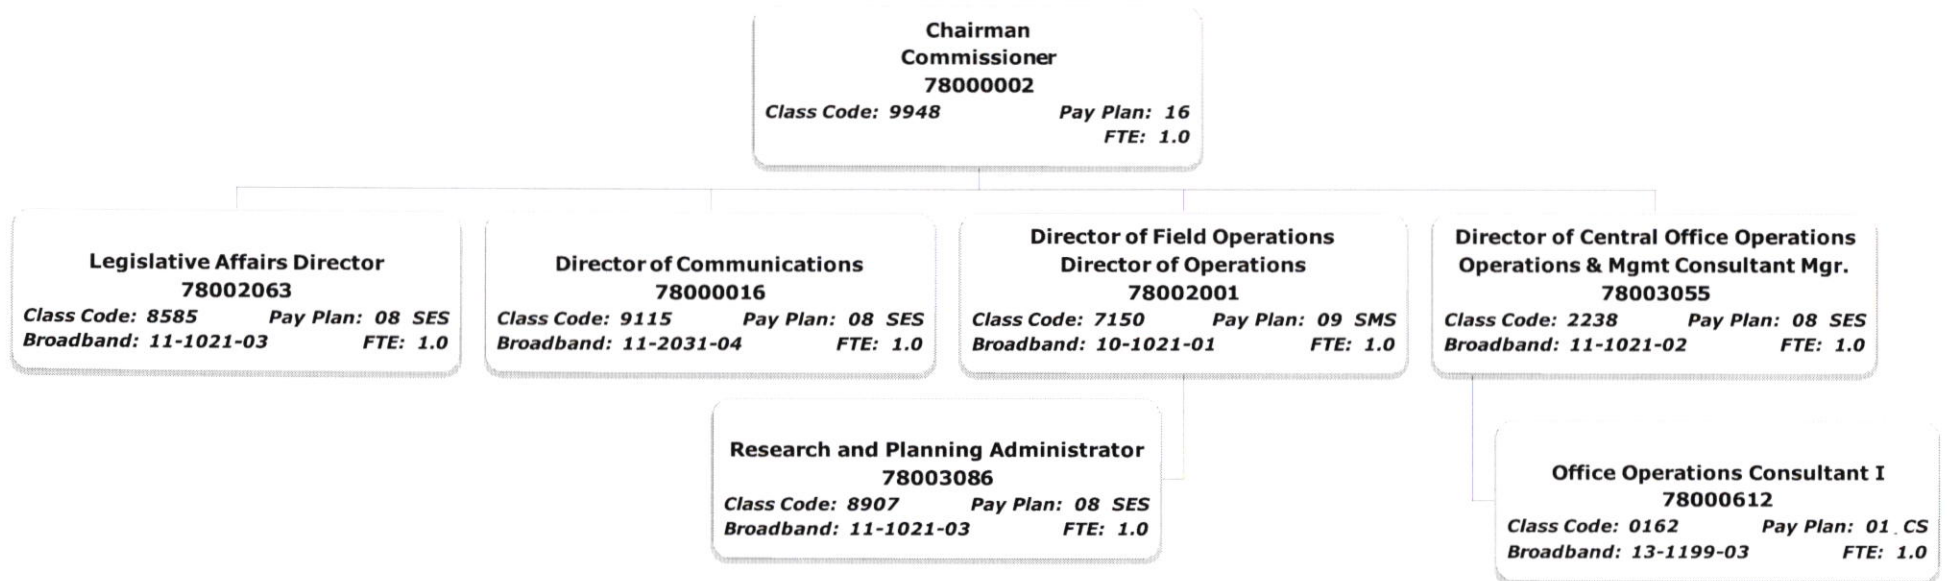 Chairman
Commissioner
78000002
Class Code: 9948 Pay Plan: 16
FTE: 1.0
Legislative Affairs Director
78002063
Class Code: 8585 Pay Plan: 08 SES
Broadband: 11-1021-03 FTE: 1.0
Director of Communications
78000016
Class Code: 9115 Pay Plan: 08 SES
Broadband: 11-2031-04 FTE: 1.0
Director of Field Operations
Director of Operations
78002001
Class Code: 7150 Pay Plan: 09 SMS
Broadband: 10-1021-01 FTE: 1.0
Director of Central Office Operations
Operations & Mgmt Consultant Mgr.
78003055
Class Code: 2238 Pay Plan: 08 SES
Broadband: 11-1021-02 FTE: 1.0
Research and Planning Administrator
78003086
Class Code: 8907 Pay Plan: 08 SES
Broadband: 11-1021-03 FTE: 1.0
Office Operations Consultant I
78000612
Class Code: 0162 Pay Plan: 01 CS
Broadband: 13-1199-03 FTE: 1.0